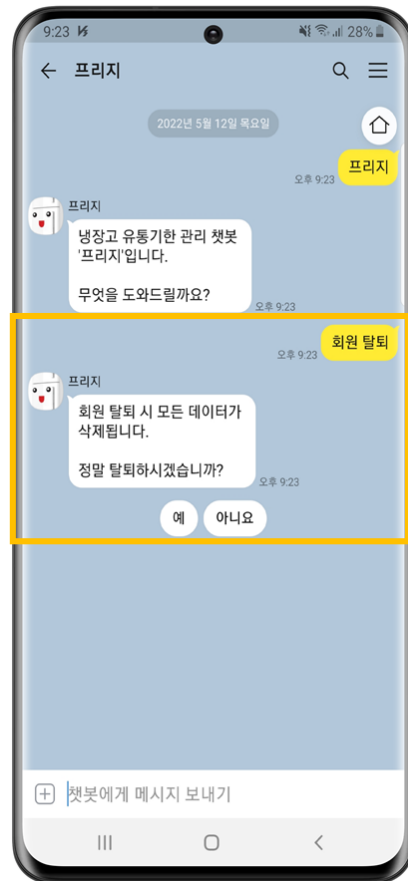 9:23
28%
프리지
2022년 5월 12일 목요일
프리지
오후 9:23
프리지
냉장고 유통기한 관리 챗봇
'프리지'입니다.
무엇을 도와드릴까요?
오후 9:23
회원 탈퇴
오후 9:23
프리지
회원 탈퇴 시 모든 데이터가
삭제됩니다.
정말 탈퇴하시겠습니까?
오후 9:23
예
아니요
챗봇에게 메시지 보내기